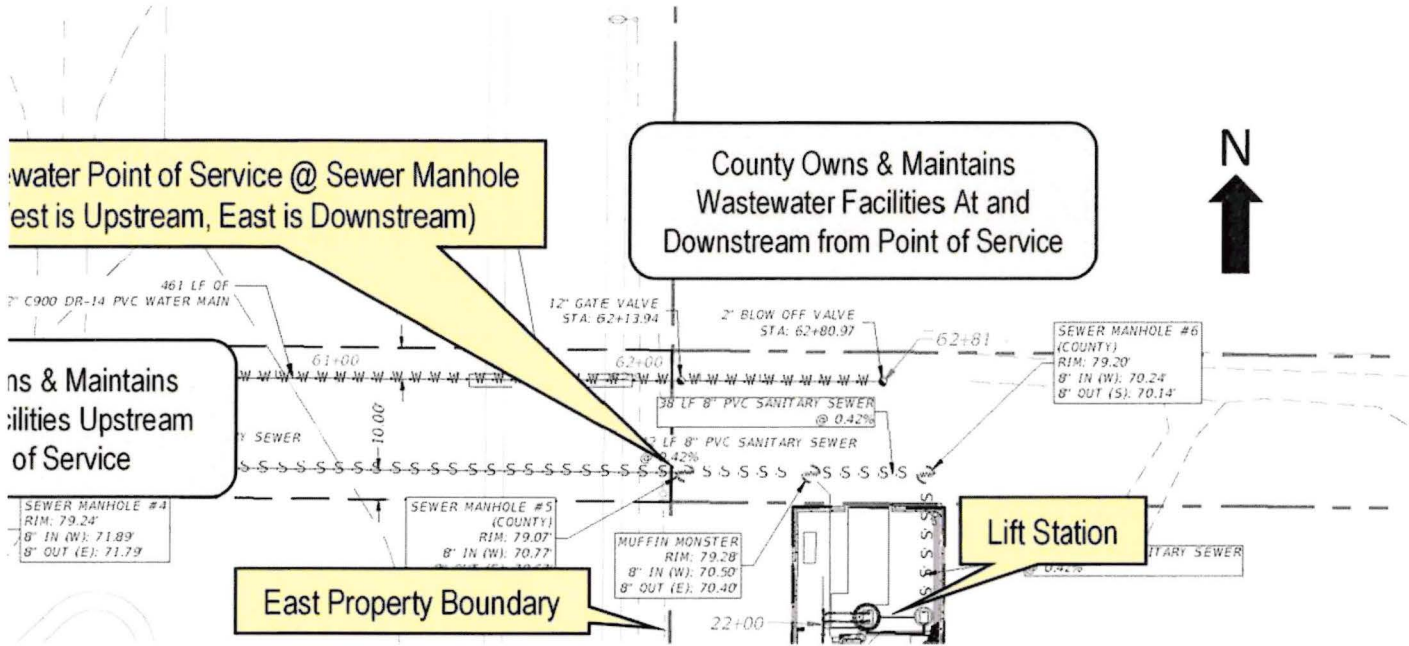 ewater Point of Service @ Sewer Manhole
est is Upstream, East is Downstream)
County Owns & Maintains
Wastewater Facilities At and
Downstream from Point of Service
N
461 LF OF
2" C900 DR-14 PVC WATER MAIN
12" GATE VALVE
STA: 62+13.94
2" BLOW OFF VALVE
STA: 62+80.97
SEWER MANHOLE #6
(COUNTY)
RIM: 79.20'
8" IN (W): 70.24'
8" OUT (S): 70.14'
61+00
62+00
62+81
ns & Maintains
cilities Upstream
of Service
W W W W W W W W W W W W W W W W W W W W W W W W W W W W W W W W W
38 LF 8" PVC SANITARY SEWER
@ 0.42%
LF 8" PVC SANITARY SEWER
0.42%
Y SEWER
10.00
S S S S S S S S S S S S S S S S S S S S S S S S S S S S S S S S S S S S
SEWER MANHOLE #4
RIM: 79.24'
8" IN (W): 71.89'
8" OUT (E): 71.79'
SEWER MANHOLE #5
(COUNTY)
RIM: 79.07'
8" IN (W): 70.77'
MUFFIN MONSTER
RIM: 79.28'
8" IN (W): 70.50'
8" OUT (E): 70.40'
Lift Station
ITARY SEWER
@ 0.42%
East Property Boundary
22+00